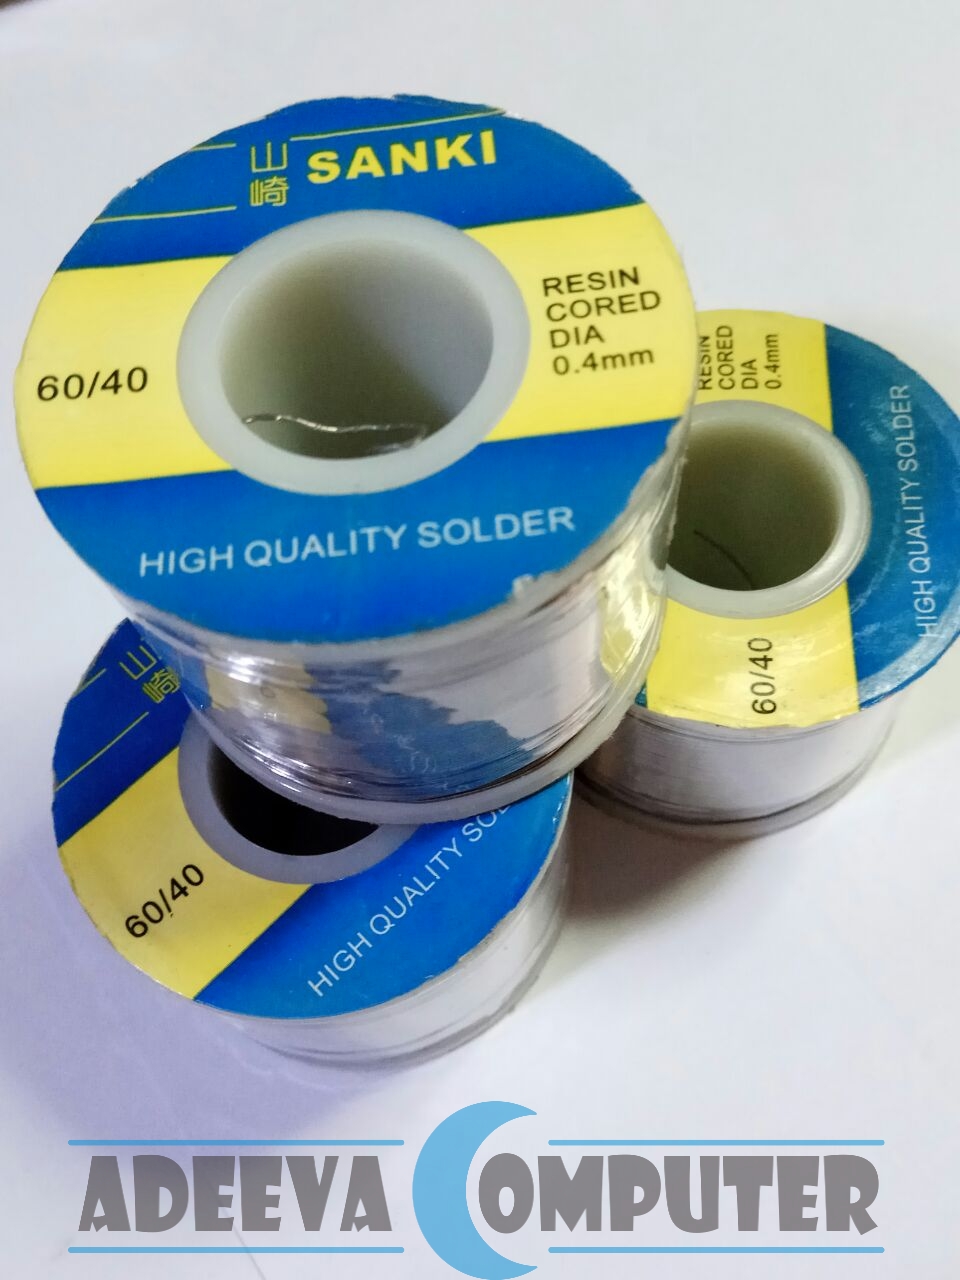 山崎 SANKI
60/40
RESIN
CORED
DIA
0.4mm
HIGH QUALITY SOLDER
RESIN
CORED
DIA
0.4mm
60/40
HIGH QUALITY SOLDER
山崎
60/40
HIGH QUALITY
ADEEVA COMPUTER